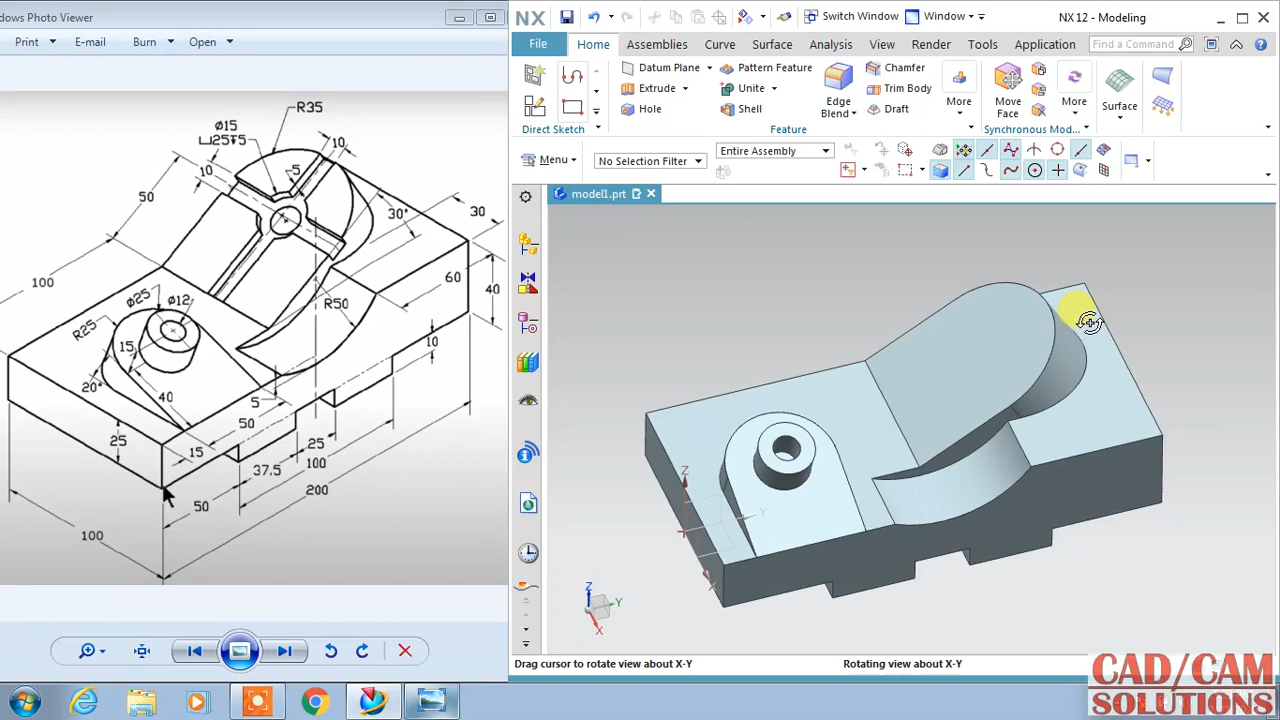 ndows Photo Viewer
Print
E-mail
Burn
Open
R35
ø15
⌴25↧5
10
5
10
50
30°
30
100
60
40
ø25
ø12
R25
R50
15
10
20°
40
5
50
25
15
25
37.5
100
50
200
100
NX
Switch Window
Window
NX 12 - Modeling
File
Home
Assemblies
Curve
Surface
Analysis
View
Render
Tools
Application
Find a Command
Datum Plane
Pattern Feature
Chamfer
Extrude
Unite
Trim Body
Hole
Shell
Edge
Blend
Draft
More
Move
Face
More
Surface
Direct Sketch
Feature
Synchronous Mod...
Menu
No Selection Filter
Entire Assembly
model1.prt
Z
Y
X
Z
Y
X
Drag cursor to rotate view about X-Y
Rotating view about X-Y
CAD/CAM
SOLUTIONS